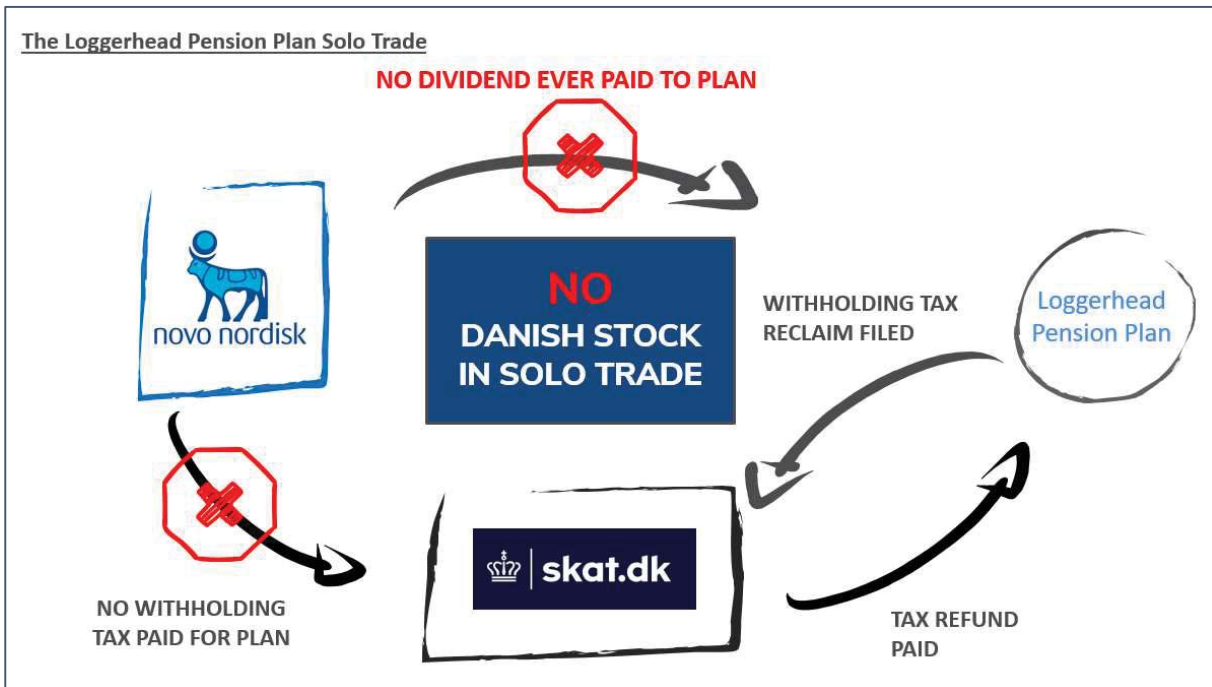 The Loggerhead Pension Plan Solo Trade
NO DIVIDEND EVER PAID TO PLAN
novo nordisk
NO
DANISH STOCK
IN SOLO TRADE
WITHHOLDING TAX
RECLAIM FILED
Loggerhead
Pension Plan
skat.dk
NO WITHHOLDING
TAX PAID FOR PLAN
TAX REFUND
PAID